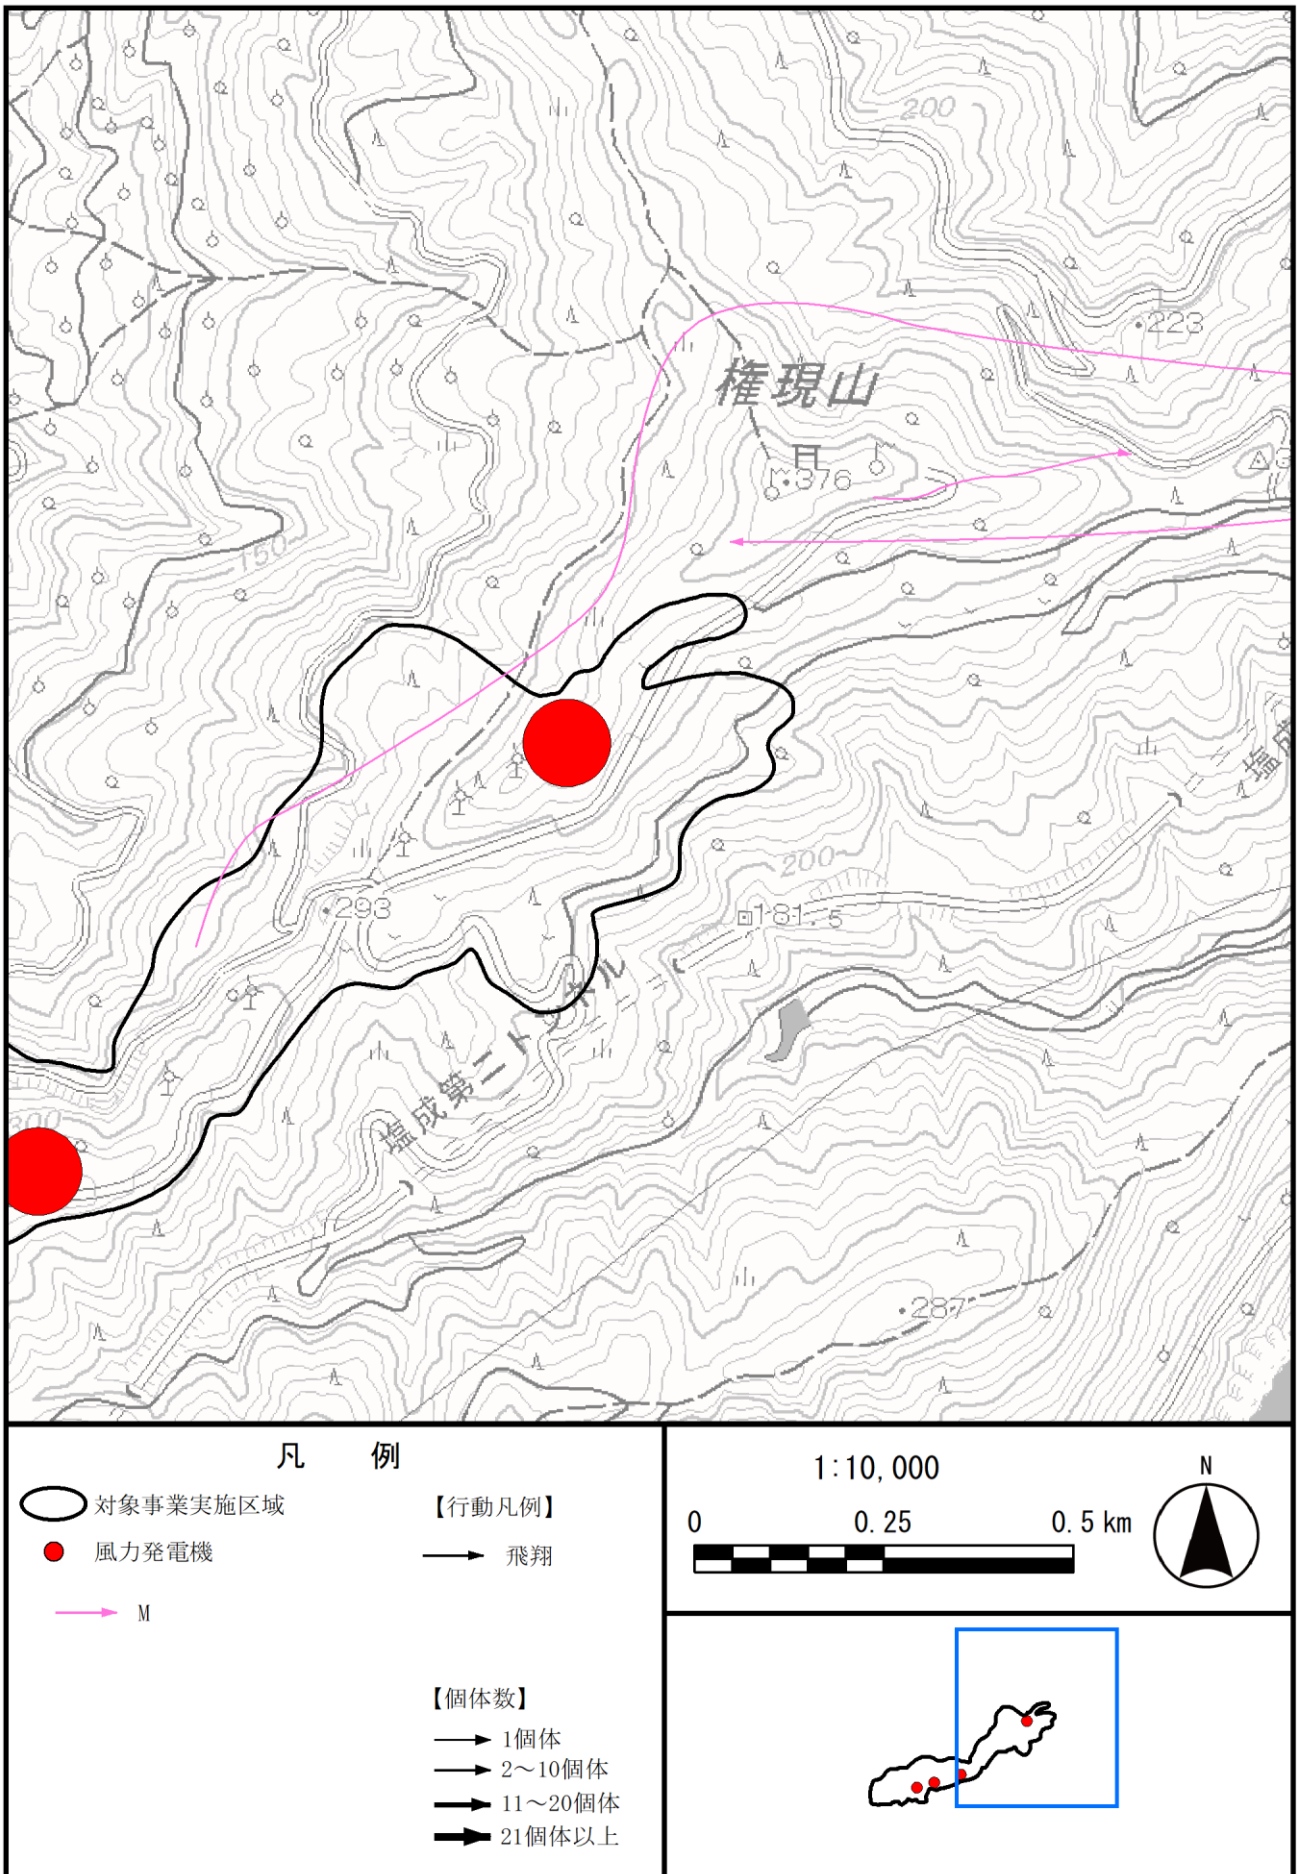 200
223
権現山
376
3
150
塩成
200
293
181.5
塩成第二トンネル
300
287
凡 例
対象事業実施区域
【行動凡例】
風力発電機
飛翔
M
【個体数】
1個体
2～10個体
11～20個体
21個体以上
1:10,000
0 0.25 0.5 km
N